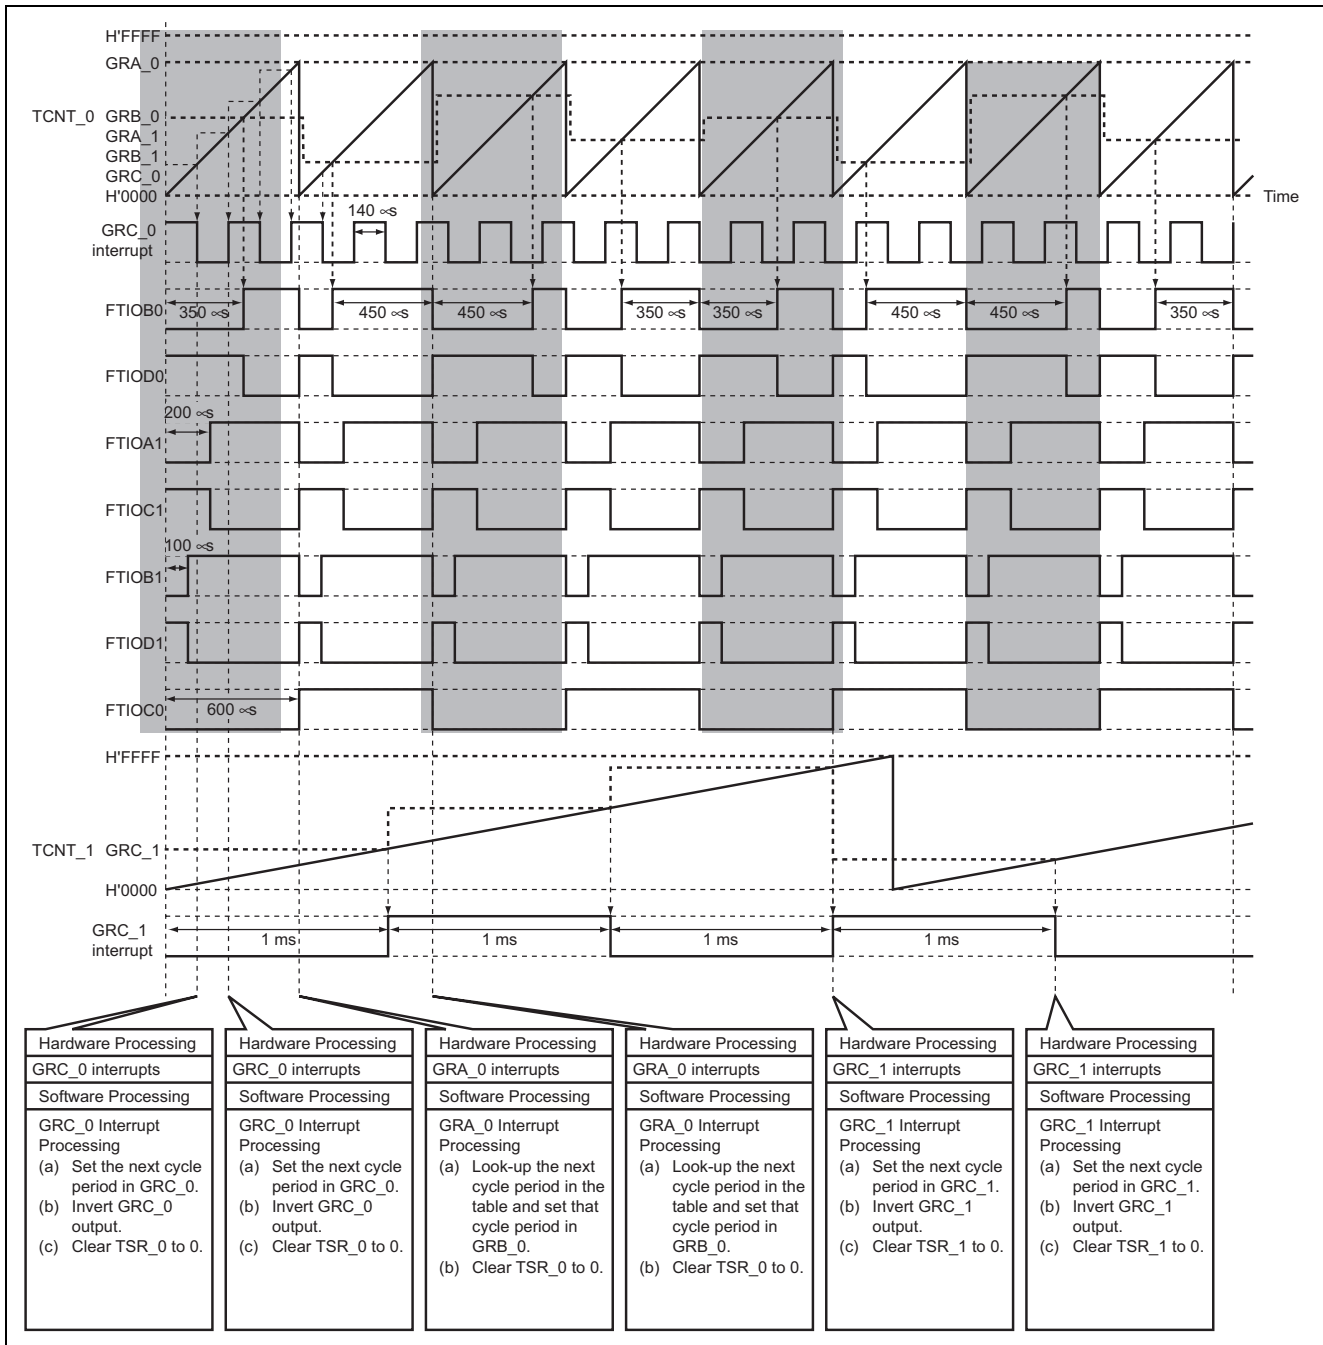 H'FFFF
GRA_0
TCNT_0 GRB_0
GRA_1
GRB_1
GRC_0
H'0000
Time
140 ∝s
GRC_0
interrupt
FTIOB0
350 ∝s
450 ∝s
450 ∝s
350 ∝s
350 ∝s
450 ∝s
450 ∝s
350 ∝s
FTIOD0
200 ∝s
FTIOA1
FTIOC1
100 ∝s
FTIOB1
FTIOD1
FTIOC0
600 ∝s
H'FFFF
TCNT_1 GRC_1
H'0000
GRC_1
interrupt
1 ms
1 ms
1 ms
1 ms
Hardware Processing
GRC_0 interrupts
Software Processing
GRC_0 Interrupt
Processing
(a) Set the next cycle
period in GRC_0.
(b) Invert GRC_0
output.
(c) Clear TSR_0 to 0.
Hardware Processing
GRC_0 interrupts
Software Processing
GRC_0 Interrupt
Processing
(a) Set the next cycle
period in GRC_0.
(b) Invert GRC_0
output.
(c) Clear TSR_0 to 0.
Hardware Processing
GRA_0 interrupts
Software Processing
GRA_0 Interrupt
Processing
(a) Look-up the next
cycle period in the
table and set that
cycle period in
GRB_0.
(b) Clear TSR_0 to 0.
Hardware Processing
GRA_0 interrupts
Software Processing
GRA_0 Interrupt
Processing
(a) Look-up the next
cycle period in the
table and set that
cycle period in
GRB_0.
(b) Clear TSR_0 to 0.
Hardware Processing
GRC_1 interrupts
Software Processing
GRC_1 Interrupt
Processing
(a) Set the next cycle
period in GRC_1.
(b) Invert GRC_1
output.
(c) Clear TSR_1 to 0.
Hardware Processing
GRC_1 interrupts
Software Processing
GRC_1 Interrupt
Processing
(a) Set the next cycle
period in GRC_1.
(b) Invert GRC_1
output.
(c) Clear TSR_1 to 0.